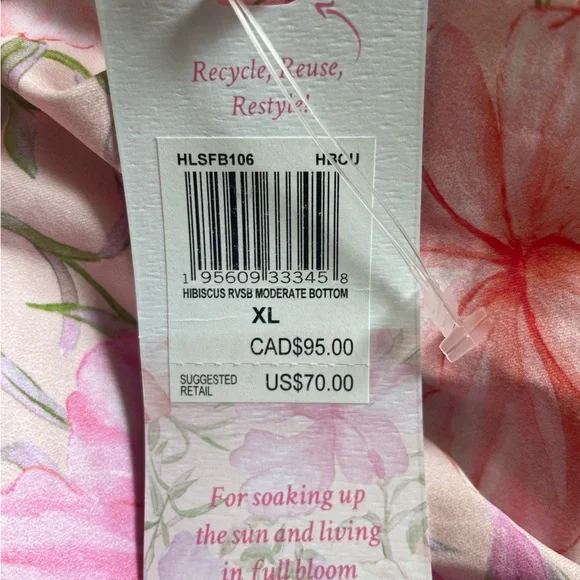 Recycle, Reuse,
Restyle!
HLSFB106 HBOU
1 95609 33345 8
HIBISCUS RVSB MODERATE BOTTOM
XL
CAD$95.00
SUGGESTED
RETAIL
US$70.00
For soaking up
the sun and living
in full bloom